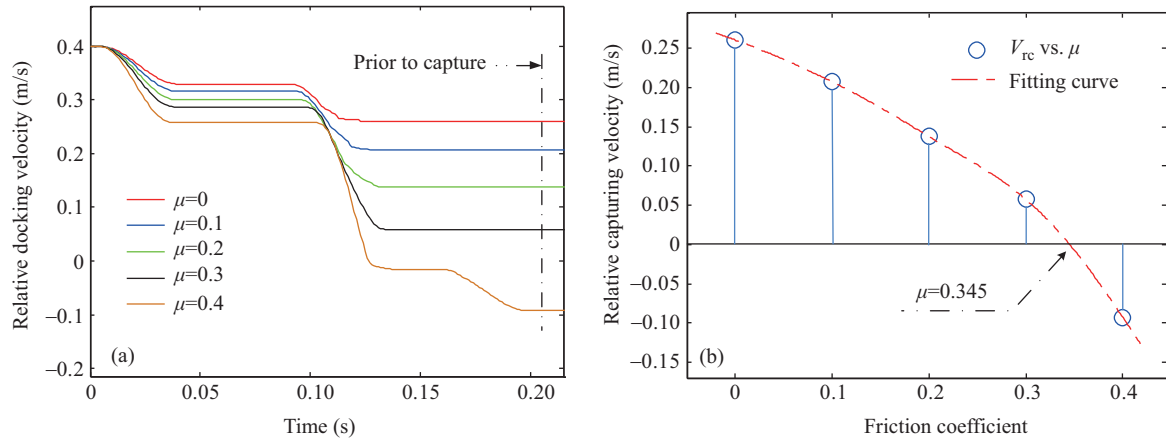 0.4
0.3
0.2
0.1
0
–0.1
–0.2
Relative docking velocity (m/s)
Prior to capture
μ=0
μ=0.1
μ=0.2
μ=0.3
μ=0.4
(a)
0 0.05 0.10 0.15 0.20
Time (s)
0.25
0.20
0.15
0.10
0.05
0
–0.05
–0.10
–0.15
Relative capturing velocity (m/s)
Vrc vs. μ
Fitting curve
μ=0.345
(b)
0 0.1 0.2 0.3 0.4
Friction coefficient